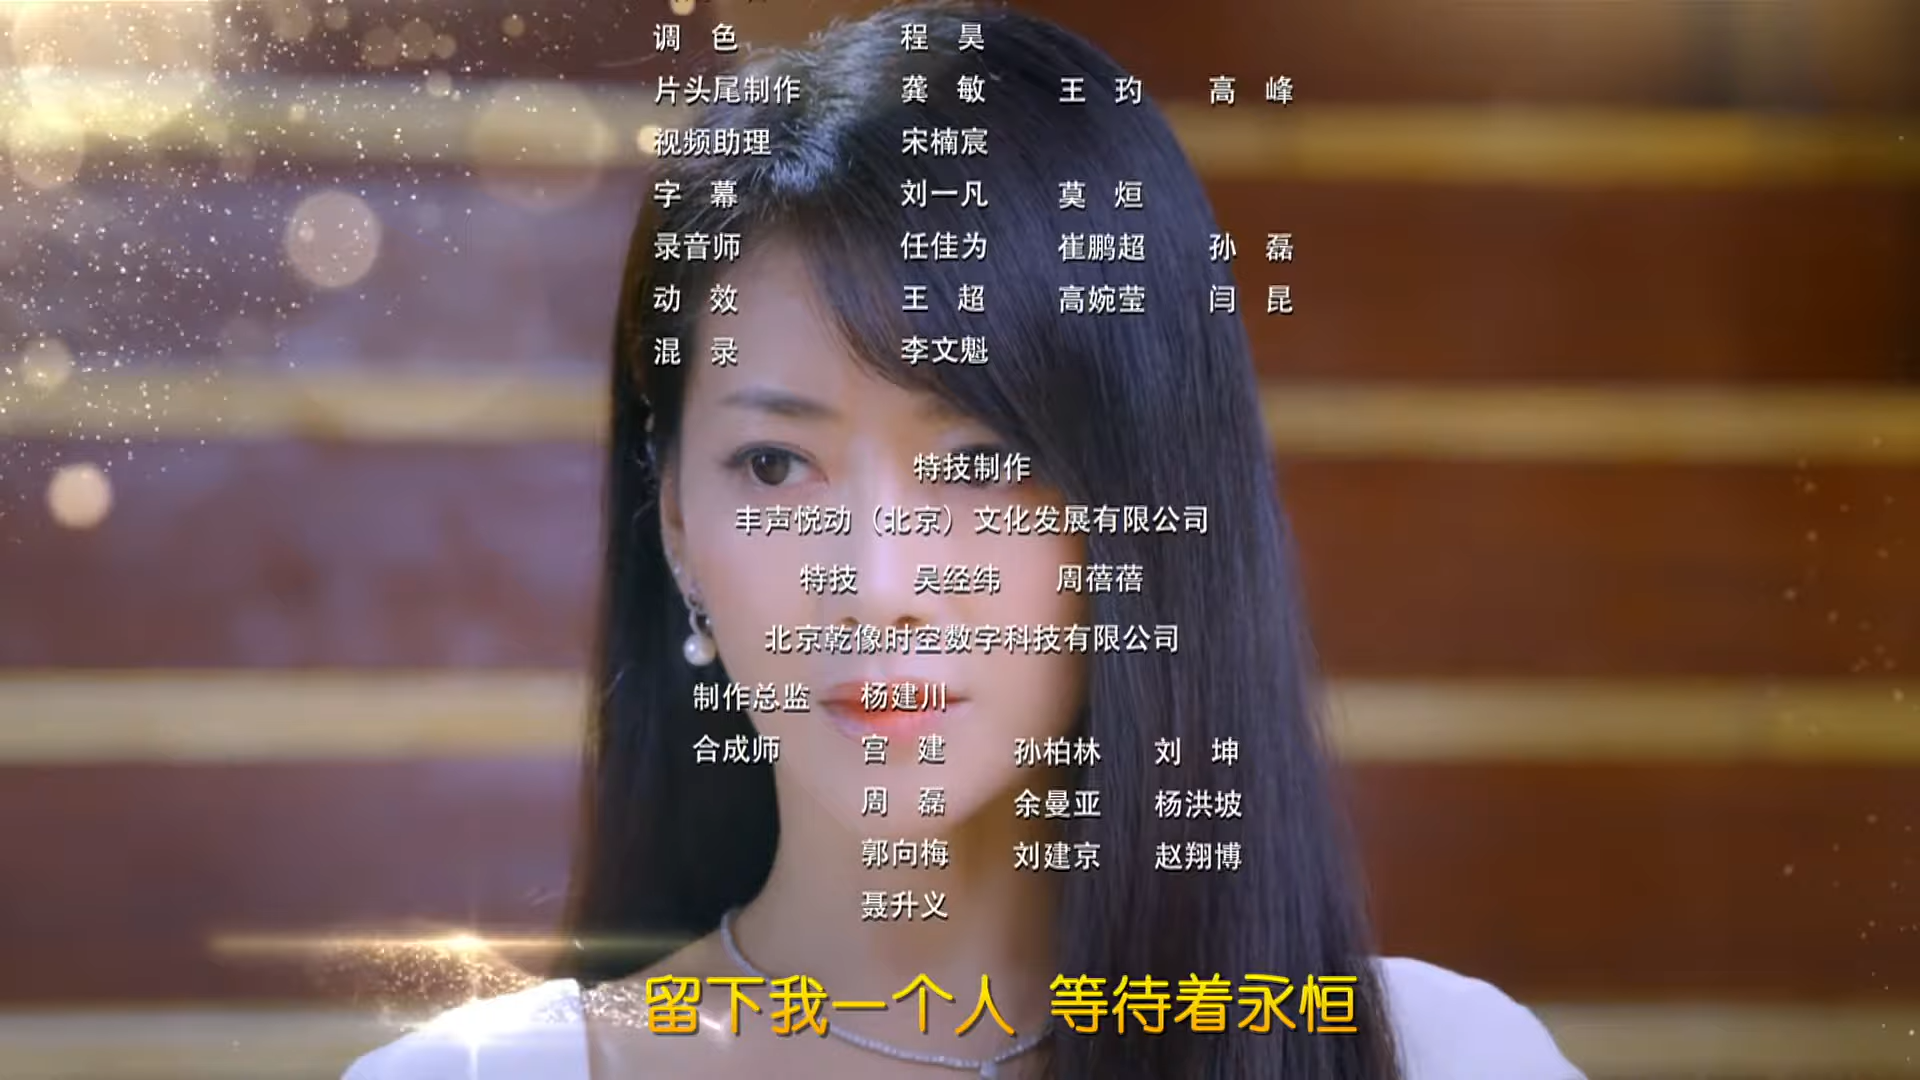 调 色 程 昊
片头尾制作 龚 敏 王 玓 高 峰
视频助理 宋楠宸
字 幕 刘一凡 莫 烜
录音师 任佳为 崔鹏超 孙 磊
动 效 王 超 高婉莹 闫 昆
混 录 李文魁
特技制作
丰声悦动（北京）文化发展有限公司
特技 吴经纬 周蓓蓓
北京乾像时空数字科技有限公司
制作总监 杨建川
合成师 宫 建 孙柏林 刘 坤
周 磊 余曼亚 杨洪坡
郭向梅 刘建京 赵翔博
聂升义
留下我一个人 等待着永恒